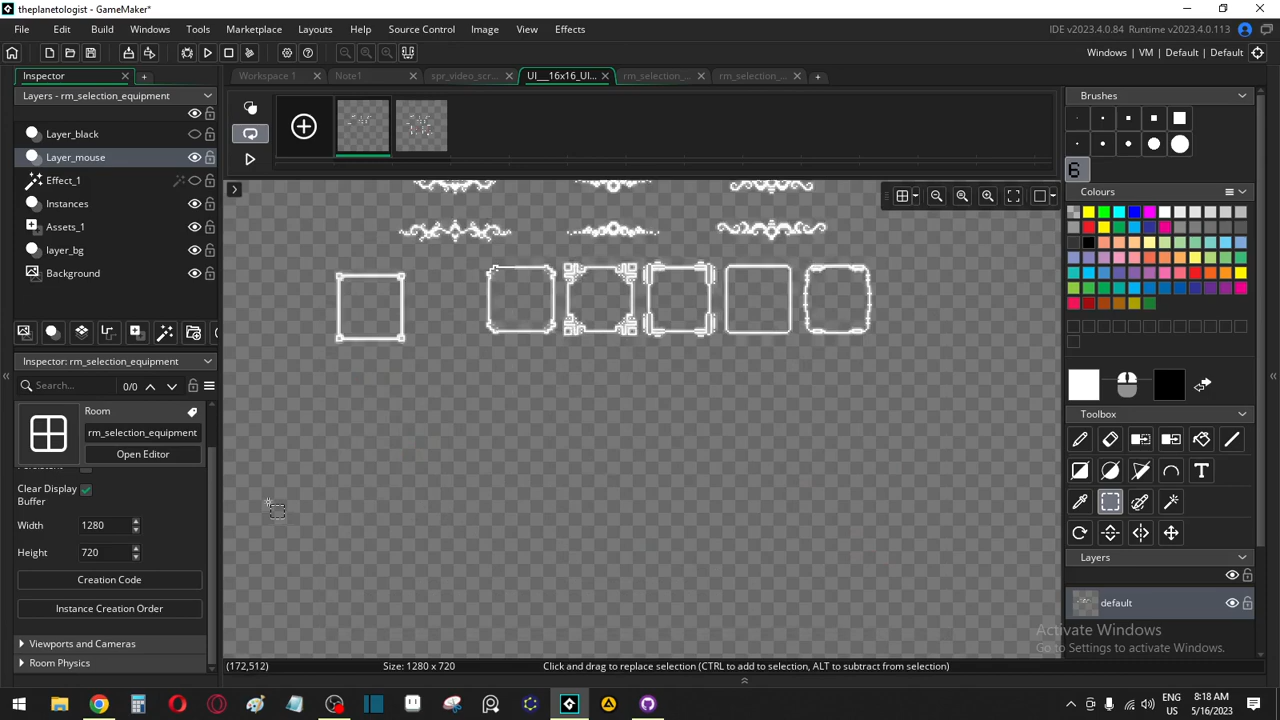 theplanetologist - GameMaker*
File Edit Build Windows Tools Marketplace Layouts Help Source Control Image View Effects
IDE v2023.4.0.84 Runtime v2023.4.0.113
Windows | VM | Default | Default
Inspector
Workspace 1
Note1
spr_video_scr...
UI__16x16_UI...
rm_selection_...
rm_selection_...
Layers - rm_selection_equipment
Layer_black
Layer_mouse
Effect_1
Instances
Assets_1
layer_bg
Background
Inspector: rm_selection_equipment
Search...
0/0
Room
rm_selection_equipment
Open Editor
Clear Display
Buffer
Width 1280
Height 720
Creation Code
Instance Creation Order
Viewports and Cameras
Room Physics
Brushes
6
Colours
Toolbox
T
Layers
default
Activate Windows
Go to Settings to activate Windows.
(172,512)
Size: 1280 x 720
Click and drag to replace selection (CTRL to add to selection, ALT to subtract from selection)
ENG
US
8:18 AM
5/16/2023